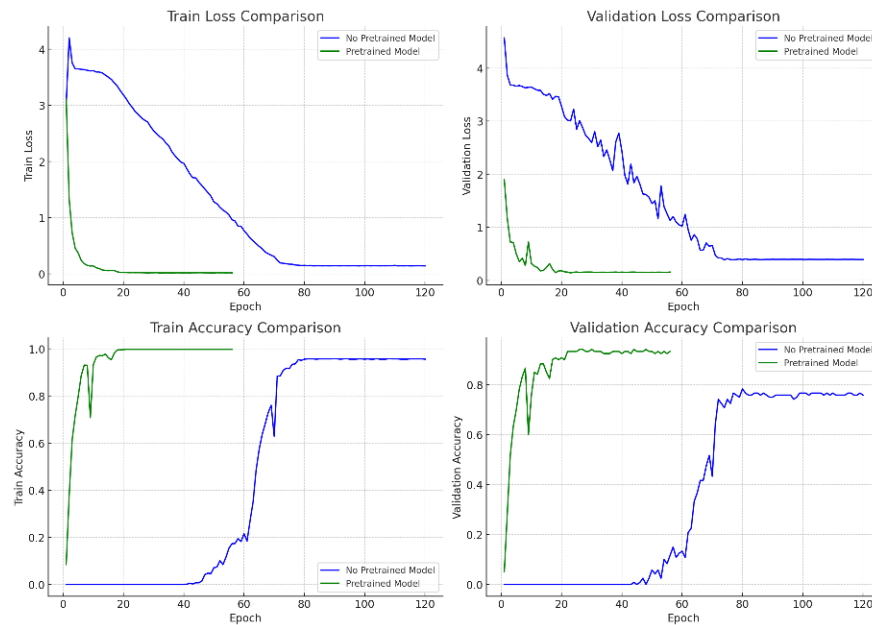 Train Loss Comparison
No Pretrained Model
Pretrained Model
4
3
2
1
0
Train Loss
0 20 40 60 80 100 120
Epoch
Validation Loss Comparison
No Pretrained Model
Pretrained Model
4
3
2
1
0
Validation Loss
0 20 40 60 80 100 120
Epoch
Train Accuracy Comparison
1.0
0.8
0.6
0.4
0.2
0.0
Train Accuracy
No Pretrained Model
Pretrained Model
0 20 40 60 80 100 120
Epoch
Validation Accuracy Comparison
No Pretrained Model
Pretrained Model
0.8
0.6
0.4
0.2
0.0
Validation Accuracy
0 20 40 60 80 100 120
Epoch